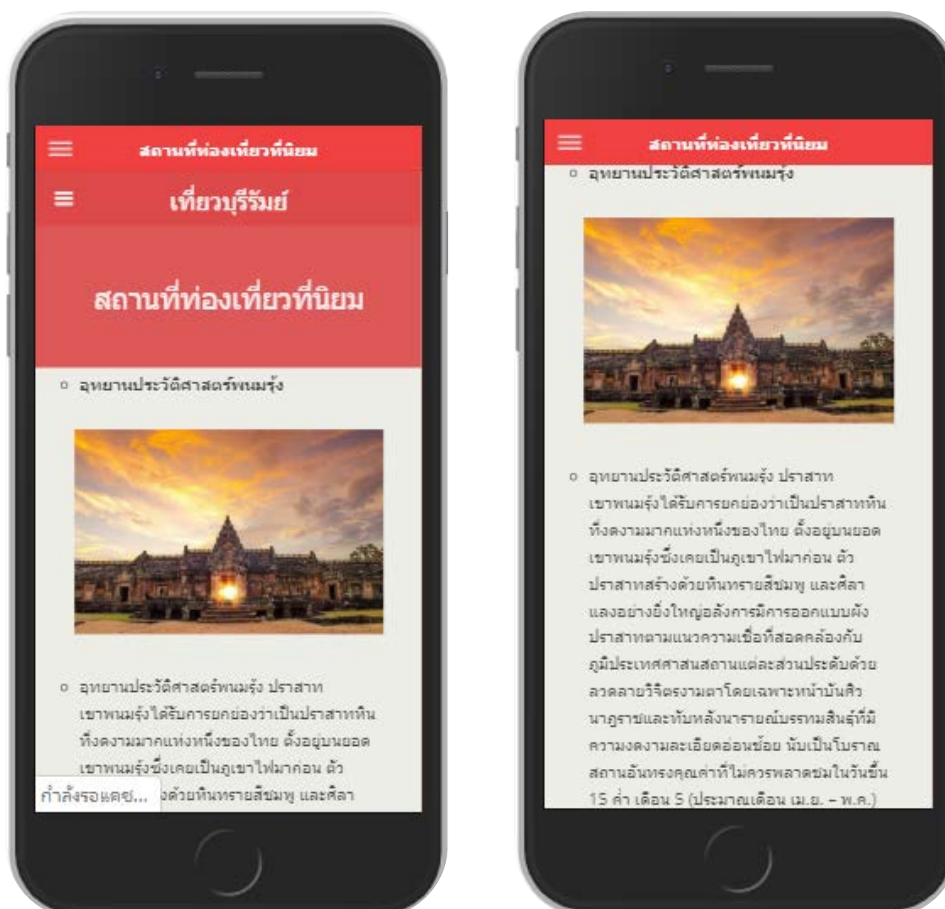 สถานที่ท่องเที่ยวที่นิยม
เที่ยวบุรีรัมย์
สถานที่ท่องเที่ยวที่นิยม
อุทยานประวัติศาสตร์พนมรุ้ง
อุทยานประวัติศาสตร์พนมรุ้ง ปราสาท
เขาพนมรุ้งได้รับการยกย่องว่าเป็นปราสาทหิน
ที่งดงามมากแห่งหนึ่งของไทย ตั้งอยู่บนยอด
เขาพนมรุ้งซึ่งเคยเป็นภูเขาไฟมาก่อน ตัว
งด้วยหินทรายสีชมพู และศิลา
กำลังรอแคช...
สถานที่ท่องเที่ยวที่นิยม
อุทยานประวัติศาสตร์พนมรุ้ง
อุทยานประวัติศาสตร์พนมรุ้ง ปราสาท
เขาพนมรุ้งได้รับการยกย่องว่าเป็นปราสาทหิน
ที่งดงามมากแห่งหนึ่งของไทย ตั้งอยู่บนยอด
เขาพนมรุ้งซึ่งเคยเป็นภูเขาไฟมาก่อน ตัว
ปราสาทสร้างด้วยหินทรายสีชมพู และศิลา
แลงอย่างยิ่งใหญ่อลังการมีการออกแบบผัง
ปราสาทตามแนวความเชื่อที่สอดคล้องกับ
ภูมิประเทศศาสนสถานแต่ละส่วนประดับด้วย
ลวดลายวิจิตรงามตาโดยเฉพาะหน้าบันศิว
นาฏราชและทับหลังนารายณ์บรรทมสินธุ์ที่มี
ความงดงามละเอียดอ่อนช้อย นับเป็นโบราณ
สถานอันทรงคุณค่าที่ไม่ควรพลาดชมในวันขึ้น
15 ค่ำ เดือน 5 (ประมาณเดือน เม.ย. – พ.ค.)